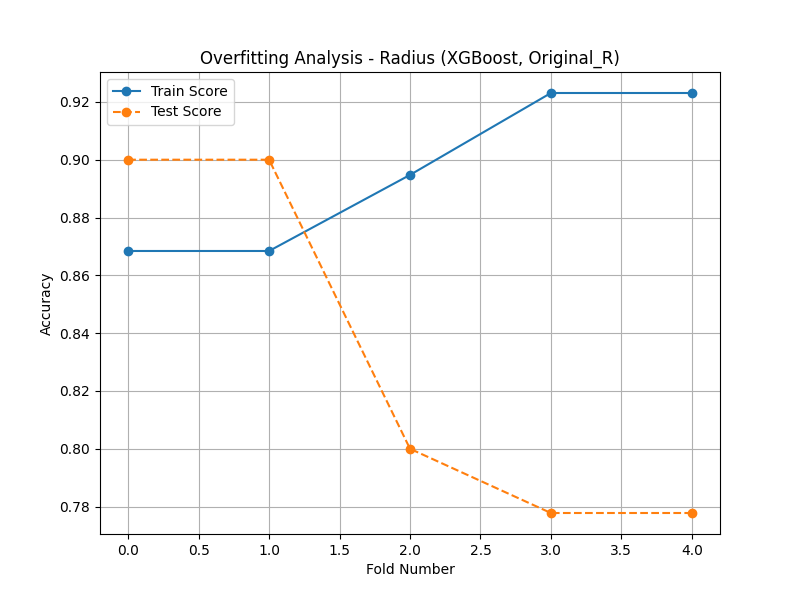 Overfitting Analysis - Radius (XGBoost, Original_R)
Train Score
Test Score
0.92
0.90
0.88
0.86
0.84
0.82
0.80
0.78
Accuracy
0.0 0.5 1.0 1.5 2.0 2.5 3.0 3.5 4.0
Fold Number